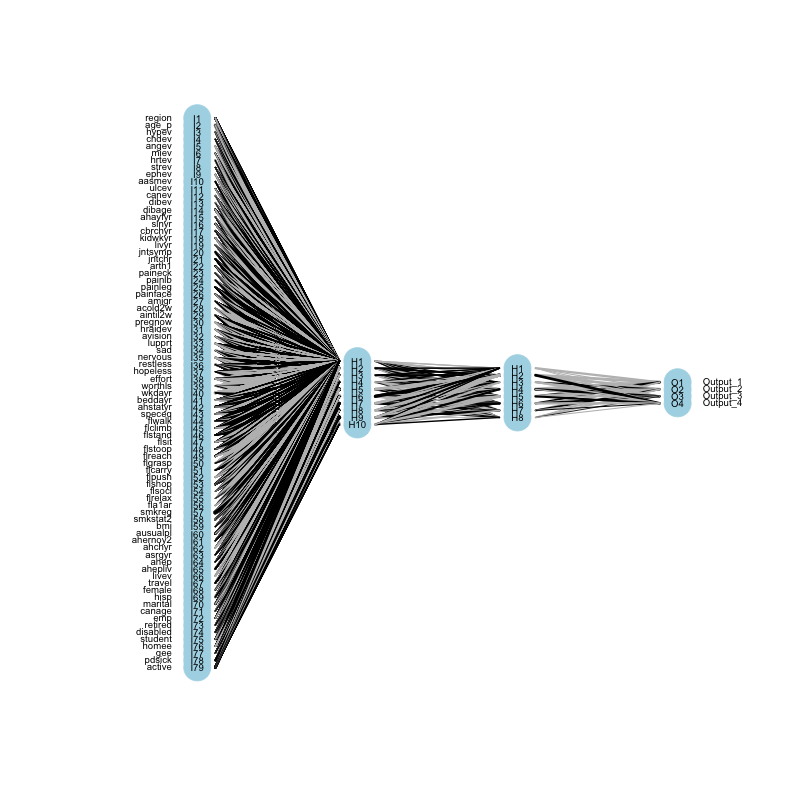 region I1
age_p I2
hypev I3
chdev I4
angev I5
miev I6
hrtev I7
strev I8
ephev I9
aasmev I10
ulcev I11
canev I12
dibev I13
dibage I14
ahayfyr I15
sinyr I16
cbrchyr I17
kidwkyr I18
livyr I19
jntsymp I20
jntchr I21
arth1 I22
paineck I23
painlb I24
painleg I25
painface I26
amigr I27
acold2w I28
aintil2w I29
pregnow I30
hraidev I31
avision I32
lupprt I33
sad I34
nervous I35
restless I36
hopeless I37
effort I38
worthls I39
wkdayr I40
beddayr I41
ahstatyr I42
speceq I43
flwalk I44
flclimb I45
flstand I46
flsit I47
flstoop I48
flreach I49
flgrasp I50
flcarry I51
flpush I52
flshop I53
flsocl I54
flrelax I55
fla1ar I56
smkreg I57
smkstat2 I58
bmi I59
ausualpl I60
ahernoy2 I61
ahchyr I62
asrgyr I63
ahep I64
ahepliv I65
livev I66
travel I67
female I68
hisp I69
marital I70
canage I71
emp I72
retired I73
disabled I74
student I75
homee I76
gee I77
pdsick I78
active I79
H1
H2
H3
H4
H5
H6
H7
H8
H9
H10
H1
H2
H3
H4
H5
H6
H7
H8
O1 Output_1
O2 Output_2
O3 Output_3
O4 Output_4